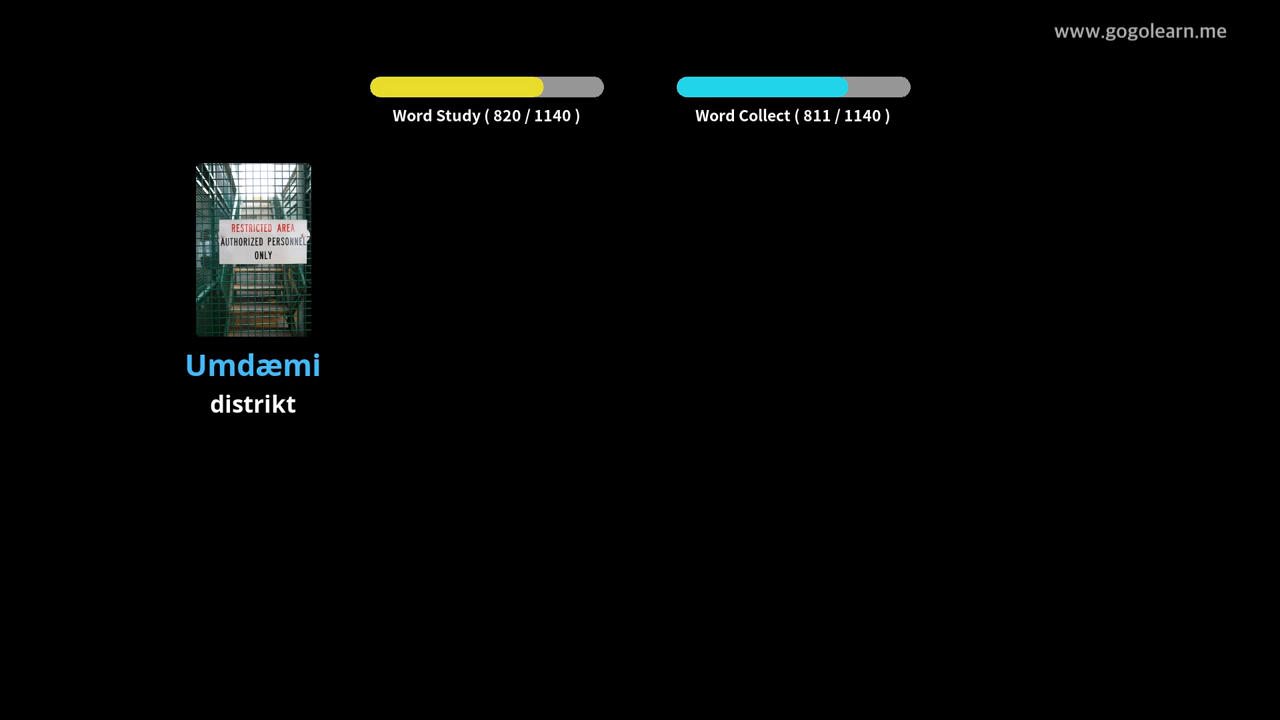 www.gogolearn.me
Word Study ( 820 / 1140 )
Word Collect ( 811 / 1140 )
RESTRICTED AREA
AUTHORIZED PERSONNEL
ONLY
Umdæmi
distrikt